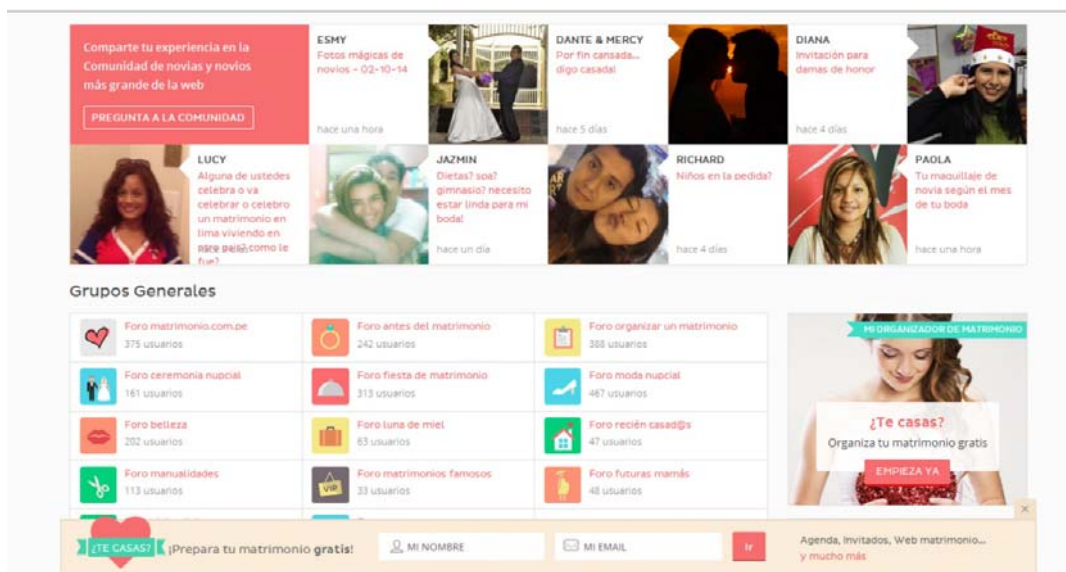 Comparte tu experiencia en la
Comunidad de novias y novios
más grande de la web
PREGUNTA A LA COMUNIDAD
ESMY
Fotos mágicas de
novios - 02-10-14
hace una hora
DANTE & MERCY
Por fin cansada...
digo casada!
hace 5 días
DIANA
Invitación para
damas de honor
hace 4 días
LUCY
Alguna de ustedes
celebra o va
celebrar o celebro
un matrimonio en
lima viviendo en
como le
fue?
JAZMIN
Dietas? spa?
gimnasio? necesito
estar linda para mi
boda!
hace un día
RICHARD
Niños en la pedida?
hace 4 días
PAOLA
Tu maquillaje de
novia según el mes
de tu boda
hace una hora
Grupos Generales
Foro matrimonio.com.pe
375 usuarios
Foro antes del matrimonio
242 usuarios
Foro organizar un matrimonio
388 usuarios
Foro ceremonia nupcial
161 usuarios
Foro fiesta de matrimonio
313 usuarios
Foro moda nupcial
467 usuarios
Foro belleza
202 usuarios
Foro luna de miel
63 usuarios
Foro recién casad@s
47 usuarios
Foro manualidades
113 usuarios
VIP
Foro matrimonios famosos
33 usuarios
Foro futuras mamás
48 usuarios
MI ORGANIZADOR DE MATRIMONIO
¿Te casas?
Organiza tu matrimonio gratis
EMPIEZA YA
¿TE CASAS?
¡Prepara tu matrimonio gratis!
MI NOMBRE
MI EMAIL
Ir
Agenda, Invitados, Web matrimonio...
y mucho más